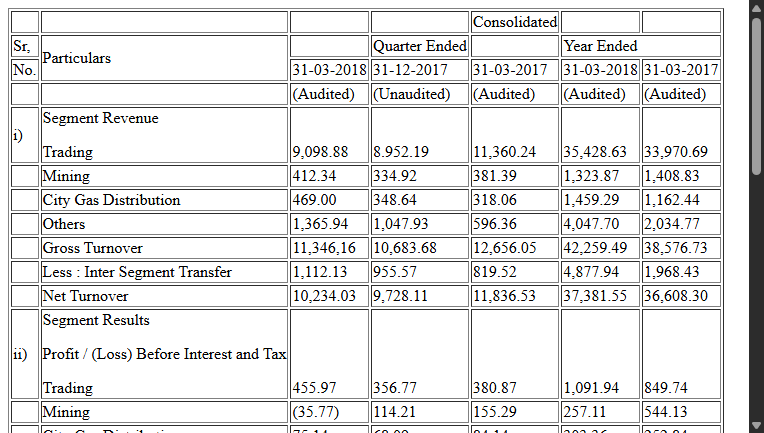 Consolidated
Sr, Particulars Quarter Ended Year Ended
No. 31-03-2018 31-12-2017 31-03-2017 31-03-2018 31-03-2017
(Audited) (Unaudited) (Audited) (Audited) (Audited)
i) Segment Revenue
Trading 9,098.88 8.952.19 11,360.24 35,428.63 33,970.69
Mining 412.34 334.92 381.39 1,323.87 1,408.83
City Gas Distribution 469.00 348.64 318.06 1,459.29 1,162.44
Others 1,365.94 1,047.93 596.36 4,047.70 2,034.77
Gross Turnover 11,346,16 10,683.68 12,656.05 42,259.49 38,576.73
Less : Inter Segment Transfer 1,112.13 955.57 819.52 4,877.94 1,968.43
Net Turnover 10,234.03 9,728.11 11,836.53 37,381.55 36,608.30
Segment Results
ii) Profit / (Loss) Before Interest and Tax
Trading 455.97 356.77 380.87 1,091.94 849.74
Mining (35.77) 114.21 155.29 257.11 544.13